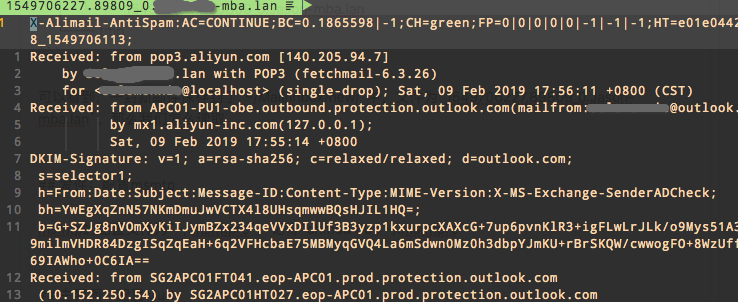 1549706227.89809_0 -mba.lan
1 X-Alimail-AntiSpam:AC=CONTINUE;BC=0.1865598|-1;CH=green;FP=0|0|0|0|0|-1|-1|-1;HT=e01e0442
8_1549706113;
1 Received: from pop3.aliyun.com [140.205.94.7]
2 by .lan with POP3 (fetchmail-6.3.26)
3 for @localhost> (single-drop); Sat, 09 Feb 2019 17:56:11 +0800 (CST)
4 Received: from APC01-PU1-obe.outbound.protection.outlook.com(mailfrom: @outlook.
5 by mx1.aliyun-inc.com(127.0.0.1);
6 Sat, 09 Feb 2019 17:55:14 +0800
7 DKIM-Signature: v=1; a=rsa-sha256; c=relaxed/relaxed; d=outlook.com;
8 s=selector1;
9 h=From:Date:Subject:Message-ID:Content-Type:MIME-Version:X-MS-Exchange-SenderADCheck;
10 bh=YwEgXqZnN57NKmDmuJwVCTX4l8UHsqmwwBQsHJIL1HQ=;
11 b=G+SZJg8nVOmXyKiIJymBZx234qeVVxDIlUf3B3yzp1kxurpcXAXcG+7up6pvnKlR3+igFLwLrJLk/o9Mys51A3
9milmVHDR84DzgISqZqEaH+6q2VFHcbaE75MBMyqGVQ4La6mSdwn0Mz0h3dbpYJmKU+rBrSKQW/cwwogFO+8WzUff
69IAWho+0C6IA==
12 Received: from SG2APC01FT041.eop-APC01.prod.protection.outlook.com
13 (10.152.250.54) by SG2APC01HT027.eop-APC01.prod.protection.outlook.com